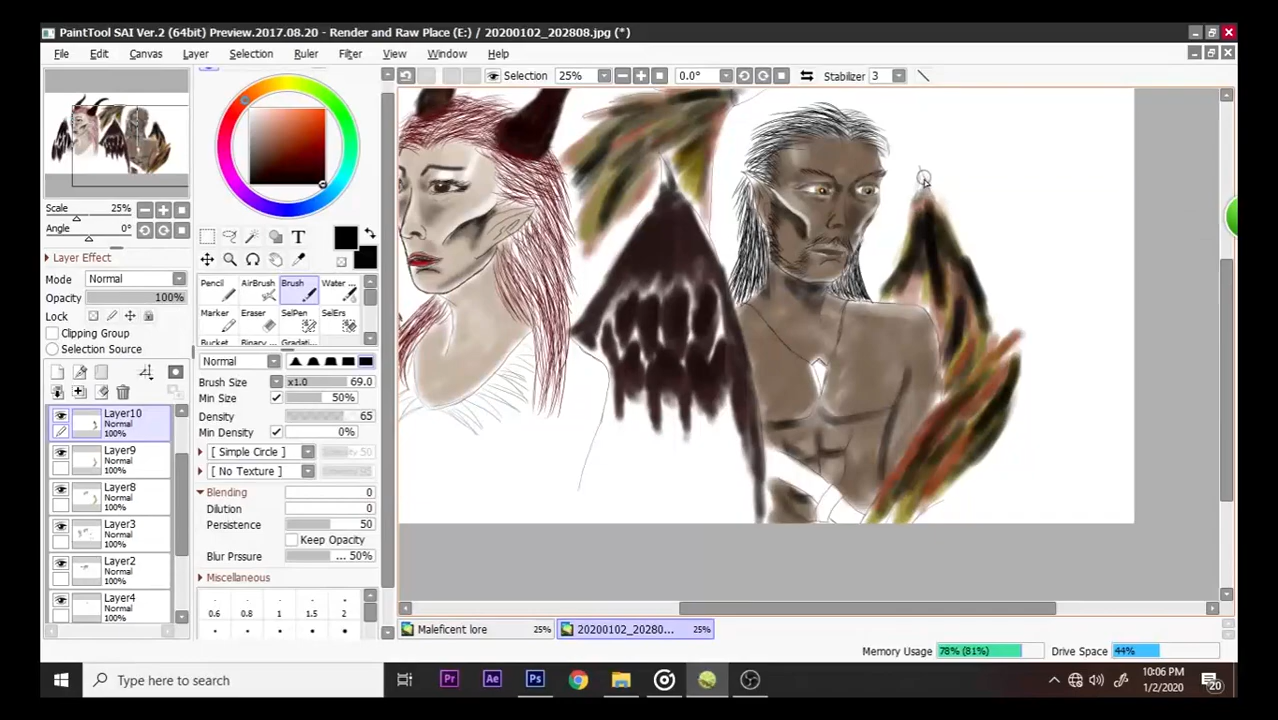 PaintTool SAI Ver.2 (64bit) Preview.2017.08.20 - Render and Raw Place (E:) / 20200102_202808.jpg (*)
File Edit Canvas Layer Selection Ruler Filter View Window Help
Selection 25% 0.0° Stabilizer 3
Scale 25%
Angle 0°
Layer Effect
Mode Normal
Opacity 100%
Lock
Clipping Group
Selection Source
Layer10
Normal
100%
Layer9
Normal
100%
Layer8
Normal
100%
Layer3
Normal
100%
Layer2
Normal
100%
Layer4
Normal
100%
T
Pencil AirBrush Brush Water ...
Marker Eraser SelPen SelErs
Bucket Binary ... Gradati...
Normal
Brush Size x1.0 69.0
Min Size 50%
Density 65
Min Density 0%
[ Simple Circle ]
[ No Texture ]
Blending 0
Dilution 0
Persistence 50
Keep Opacity
Blur Prssure ... 50%
Miscellaneous
0.6 0.8 1 1.5 2
Maleficent lore 25% 20200102_20280... 25%
Memory Usage 78% (81%) Drive Space 44%
Type here to search
Pr Ae Ps
10:06 PM
1/2/2020
20